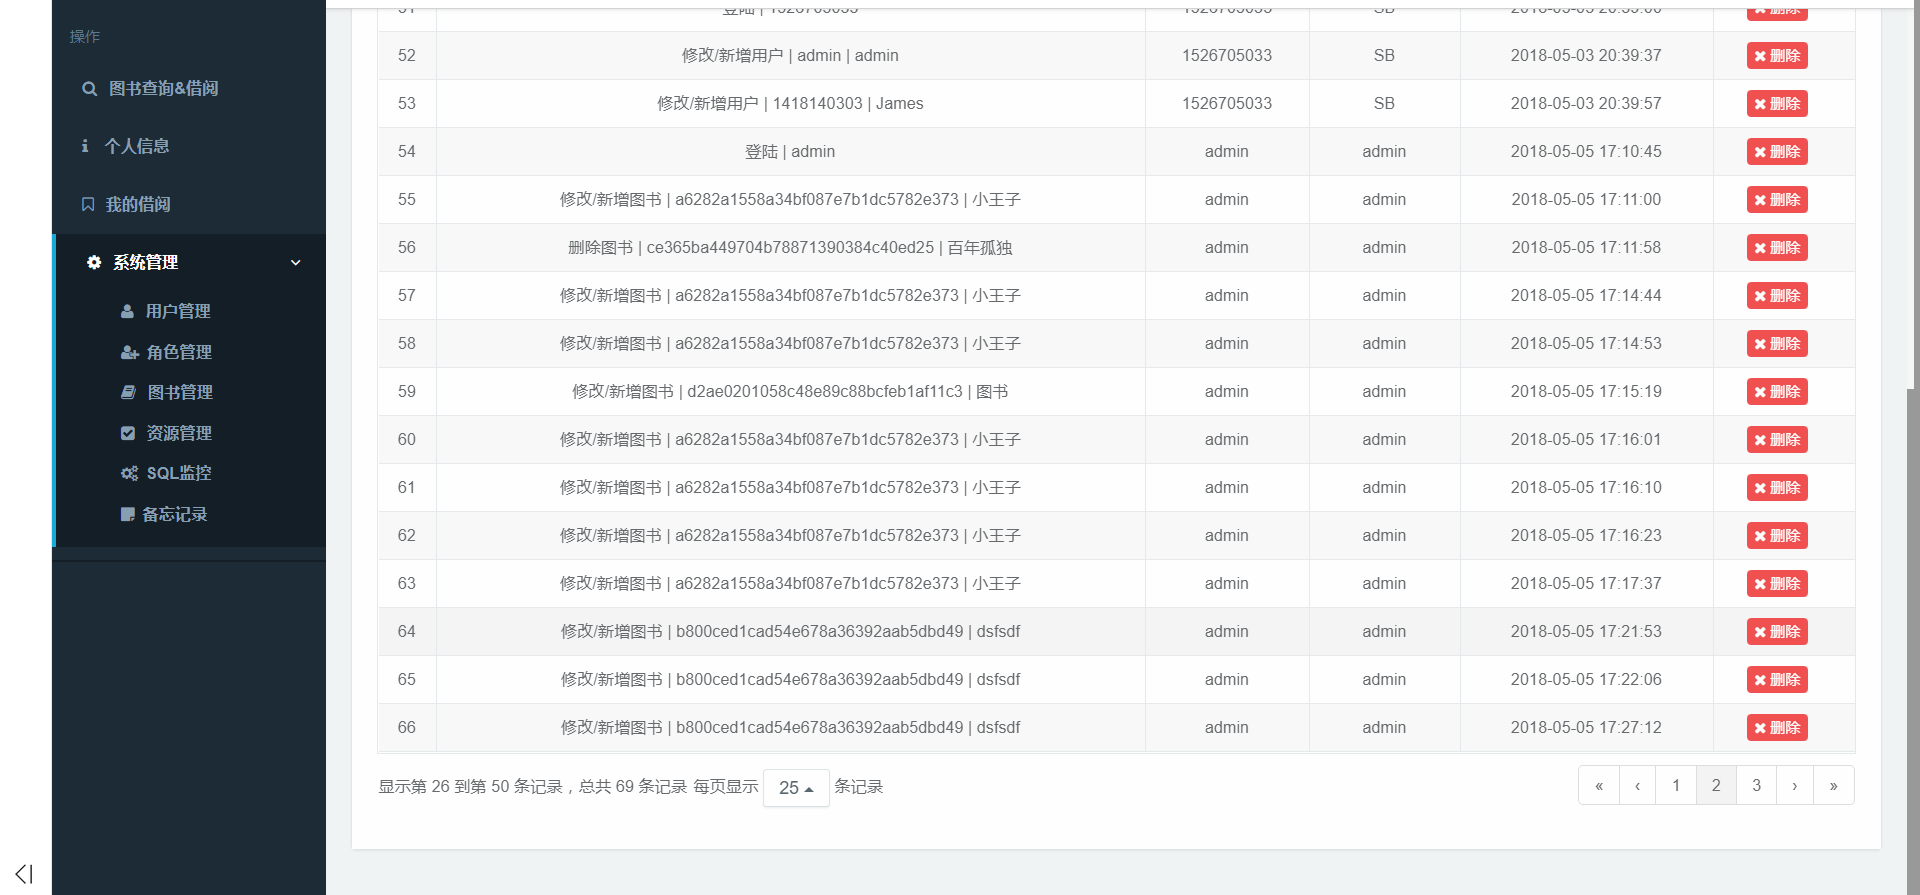 操作
图书查询&借阅
个人信息
我的借阅
系统管理
用户管理
角色管理
图书管理
资源管理
SQL监控
备忘记录
52 修改/新增用户 | admin | admin 1526705033 SB 2018-05-03 20:39:37 删除
53 修改/新增用户 | 1418140303 | James 1526705033 SB 2018-05-03 20:39:57 删除
54 登陆 | admin admin admin 2018-05-05 17:10:45 删除
55 修改/新增图书 | a6282a1558a34bf087e7b1dc5782e373 | 小王子 admin admin 2018-05-05 17:11:00 删除
56 删除图书 | ce365ba449704b78871390384c40ed25 | 百年孤独 admin admin 2018-05-05 17:11:58 删除
57 修改/新增图书 | a6282a1558a34bf087e7b1dc5782e373 | 小王子 admin admin 2018-05-05 17:14:44 删除
58 修改/新增图书 | a6282a1558a34bf087e7b1dc5782e373 | 小王子 admin admin 2018-05-05 17:14:53 删除
59 修改/新增图书 | d2ae0201058c48e89c88bcfeb1af11c3 | 图书 admin admin 2018-05-05 17:15:19 删除
60 修改/新增图书 | a6282a1558a34bf087e7b1dc5782e373 | 小王子 admin admin 2018-05-05 17:16:01 删除
61 修改/新增图书 | a6282a1558a34bf087e7b1dc5782e373 | 小王子 admin admin 2018-05-05 17:16:10 删除
62 修改/新增图书 | a6282a1558a34bf087e7b1dc5782e373 | 小王子 admin admin 2018-05-05 17:16:23 删除
63 修改/新增图书 | a6282a1558a34bf087e7b1dc5782e373 | 小王子 admin admin 2018-05-05 17:17:37 删除
64 修改/新增图书 | b800ced1cad54e678a36392aab5dbd49 | dsfsdf admin admin 2018-05-05 17:21:53 删除
65 修改/新增图书 | b800ced1cad54e678a36392aab5dbd49 | dsfsdf admin admin 2018-05-05 17:22:06 删除
66 修改/新增图书 | b800ced1cad54e678a36392aab5dbd49 | dsfsdf admin admin 2018-05-05 17:27:12 删除
显示第 26 到第 50 条记录，总共 69 条记录 每页显示 25 条记录 « ‹ 1 2 3 › »